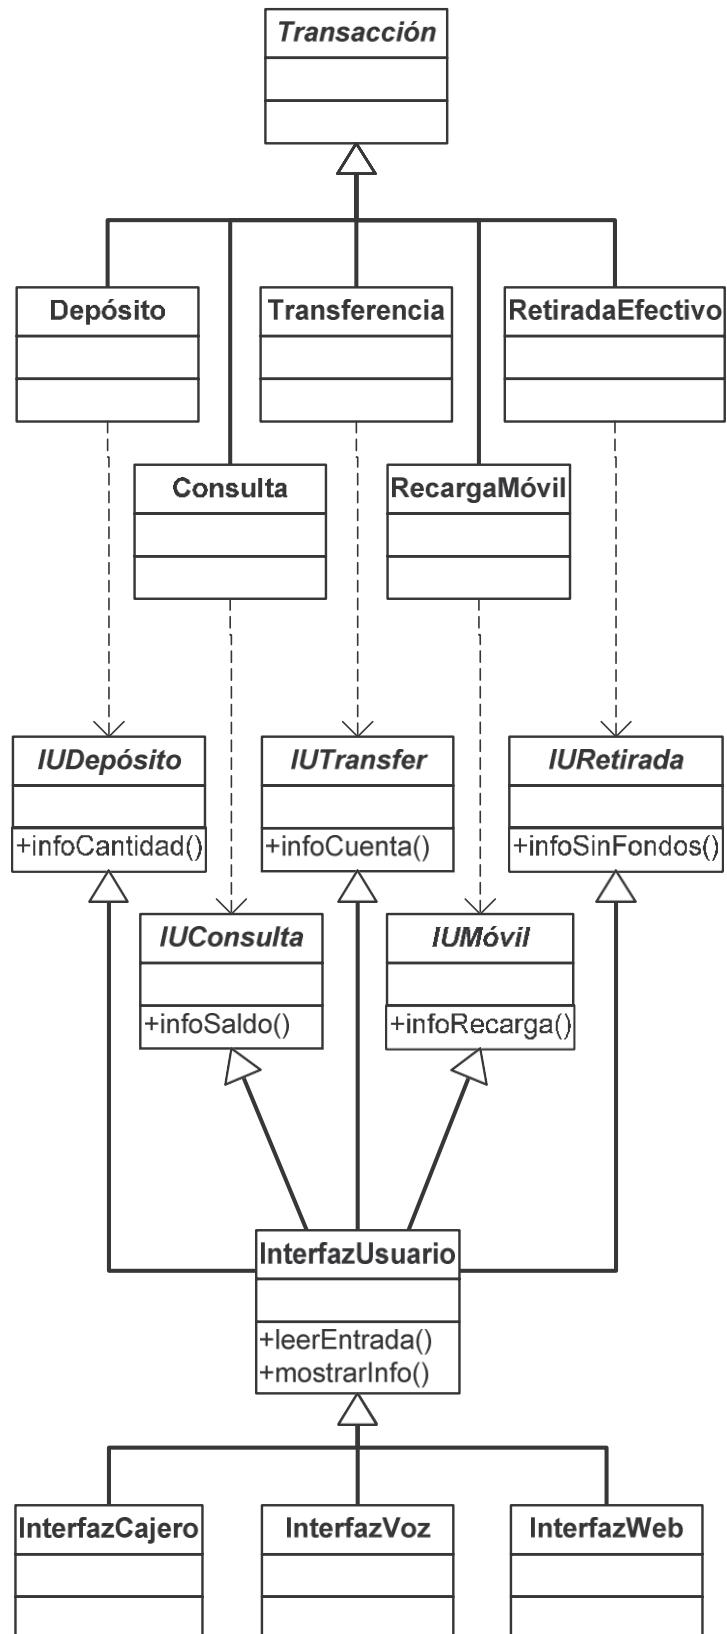 Transacción
Depósito
Transferencia
RetiradaEfectivo
Consulta
RecargaMóvil
IUDepósito
+infoCantidad()
IUTransfer
+infoCuenta()
IURetirada
+infoSinFondos()
IUConsulta
+infoSaldo()
IUMóvil
+infoRecarga()
InterfazUsuario
+leerEntrada()
+mostrarInfo()
InterfazCajero
InterfazVoz
InterfazWeb